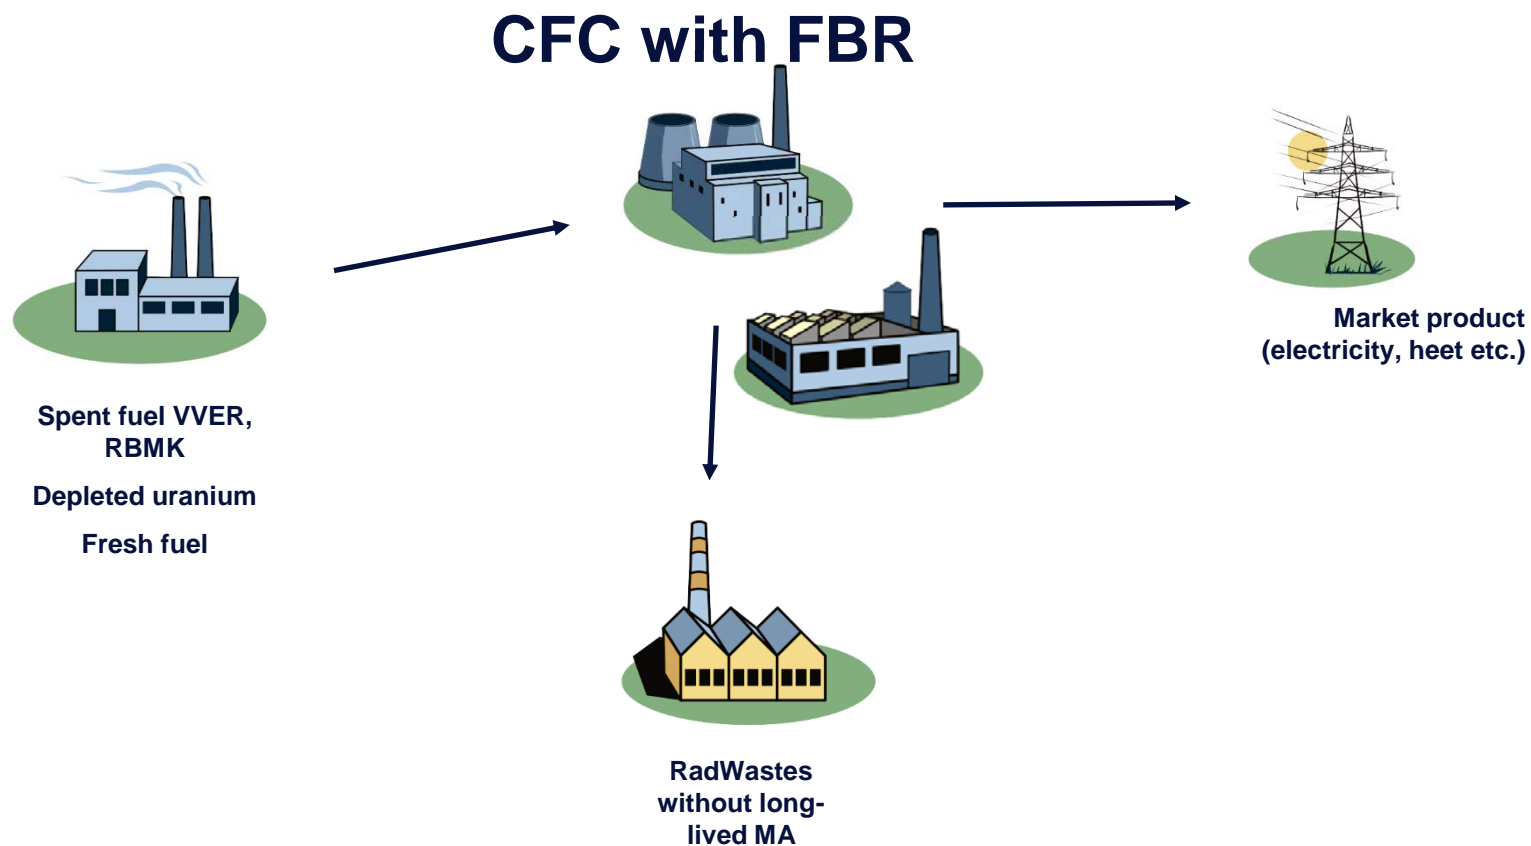 CFC with FBR
Market product
(electricity, heet etc.)
Spent fuel VVER,
RBMK
Depleted uranium
Fresh fuel
RadWastes
without long-
lived MA